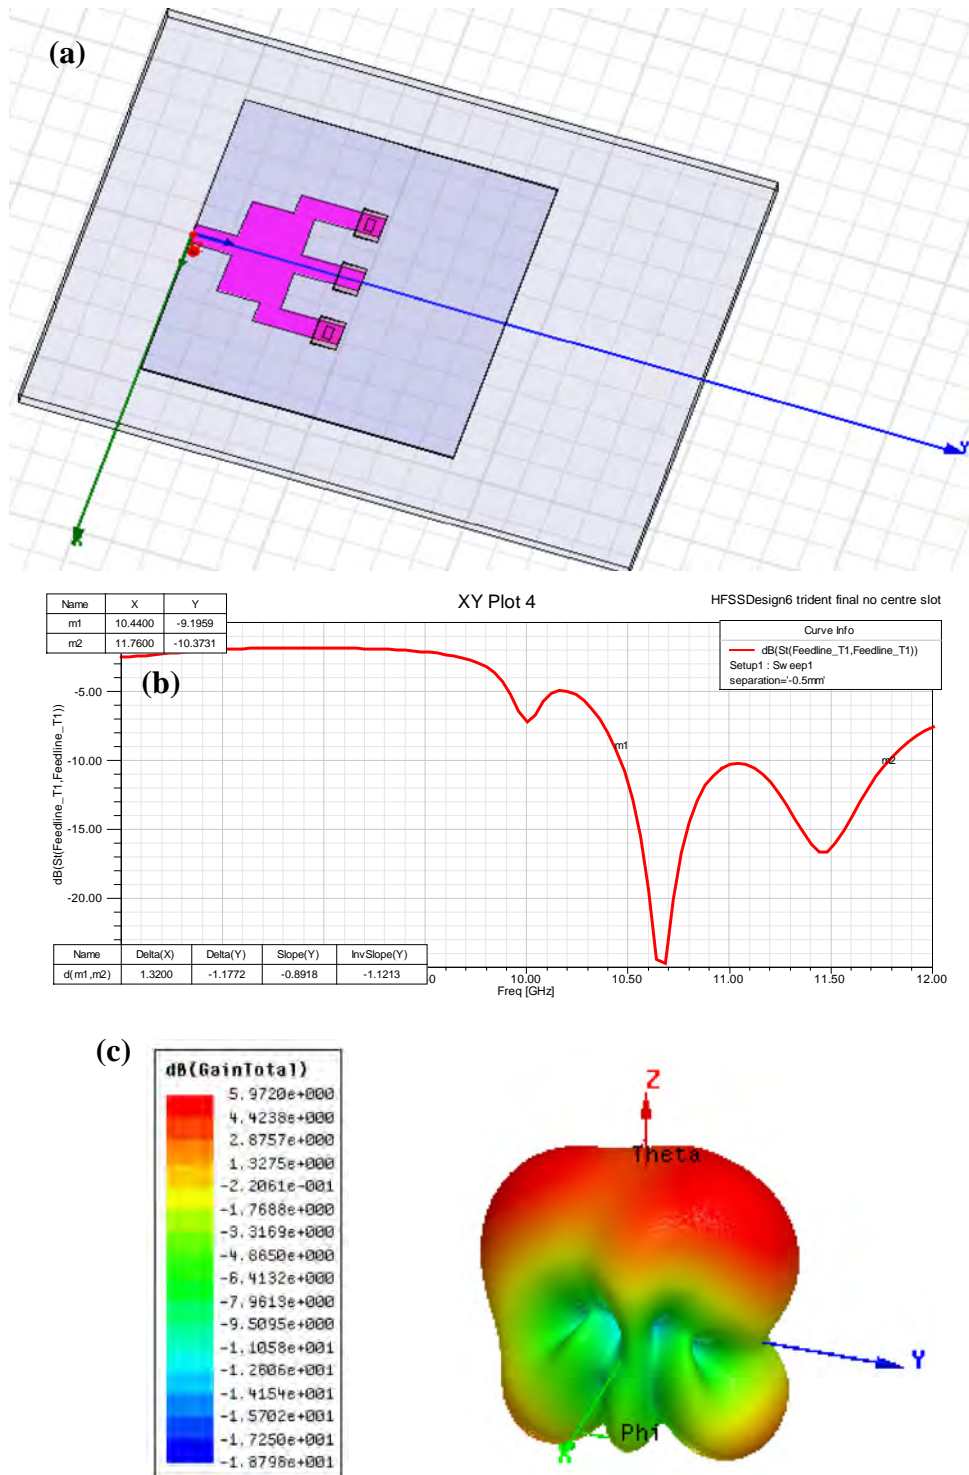 (a)
Y
X
Name X Y
m1 10.4400 -9.1959
m2 11.7600 -10.3731
XY Plot 4
HFSSDesign6 trident final no centre slot
Curve Info
dB(St(Feedline_T1,Feedline_T1))
Setup1 : Sweep1
separation='-0.5mm'
(b)
dB(St(Feedline_T1,Feedline_T1))
-5.00
-10.00
-15.00
-20.00
m1
m2
Name Delta(X) Delta(Y) Slope(Y) InvSlope(Y)
d(m1,m2) 1.3200 -1.1772 -0.8918 -1.1213
10.00 10.50 11.00 11.50 12.00
Freq [GHz]
(c)
dB(GainTotal)
5.9720e+000
4.4238e+000
2.8757e+000
1.3275e+000
-2.2061e-001
-1.7688e+000
-3.3169e+000
-4.8650e+000
-6.4132e+000
-7.9613e+000
-9.5095e+000
-1.1058e+001
-1.2606e+001
-1.4154e+001
-1.5702e+001
-1.7250e+001
-1.8798e+001
Z
Theta
Y
Phi
X